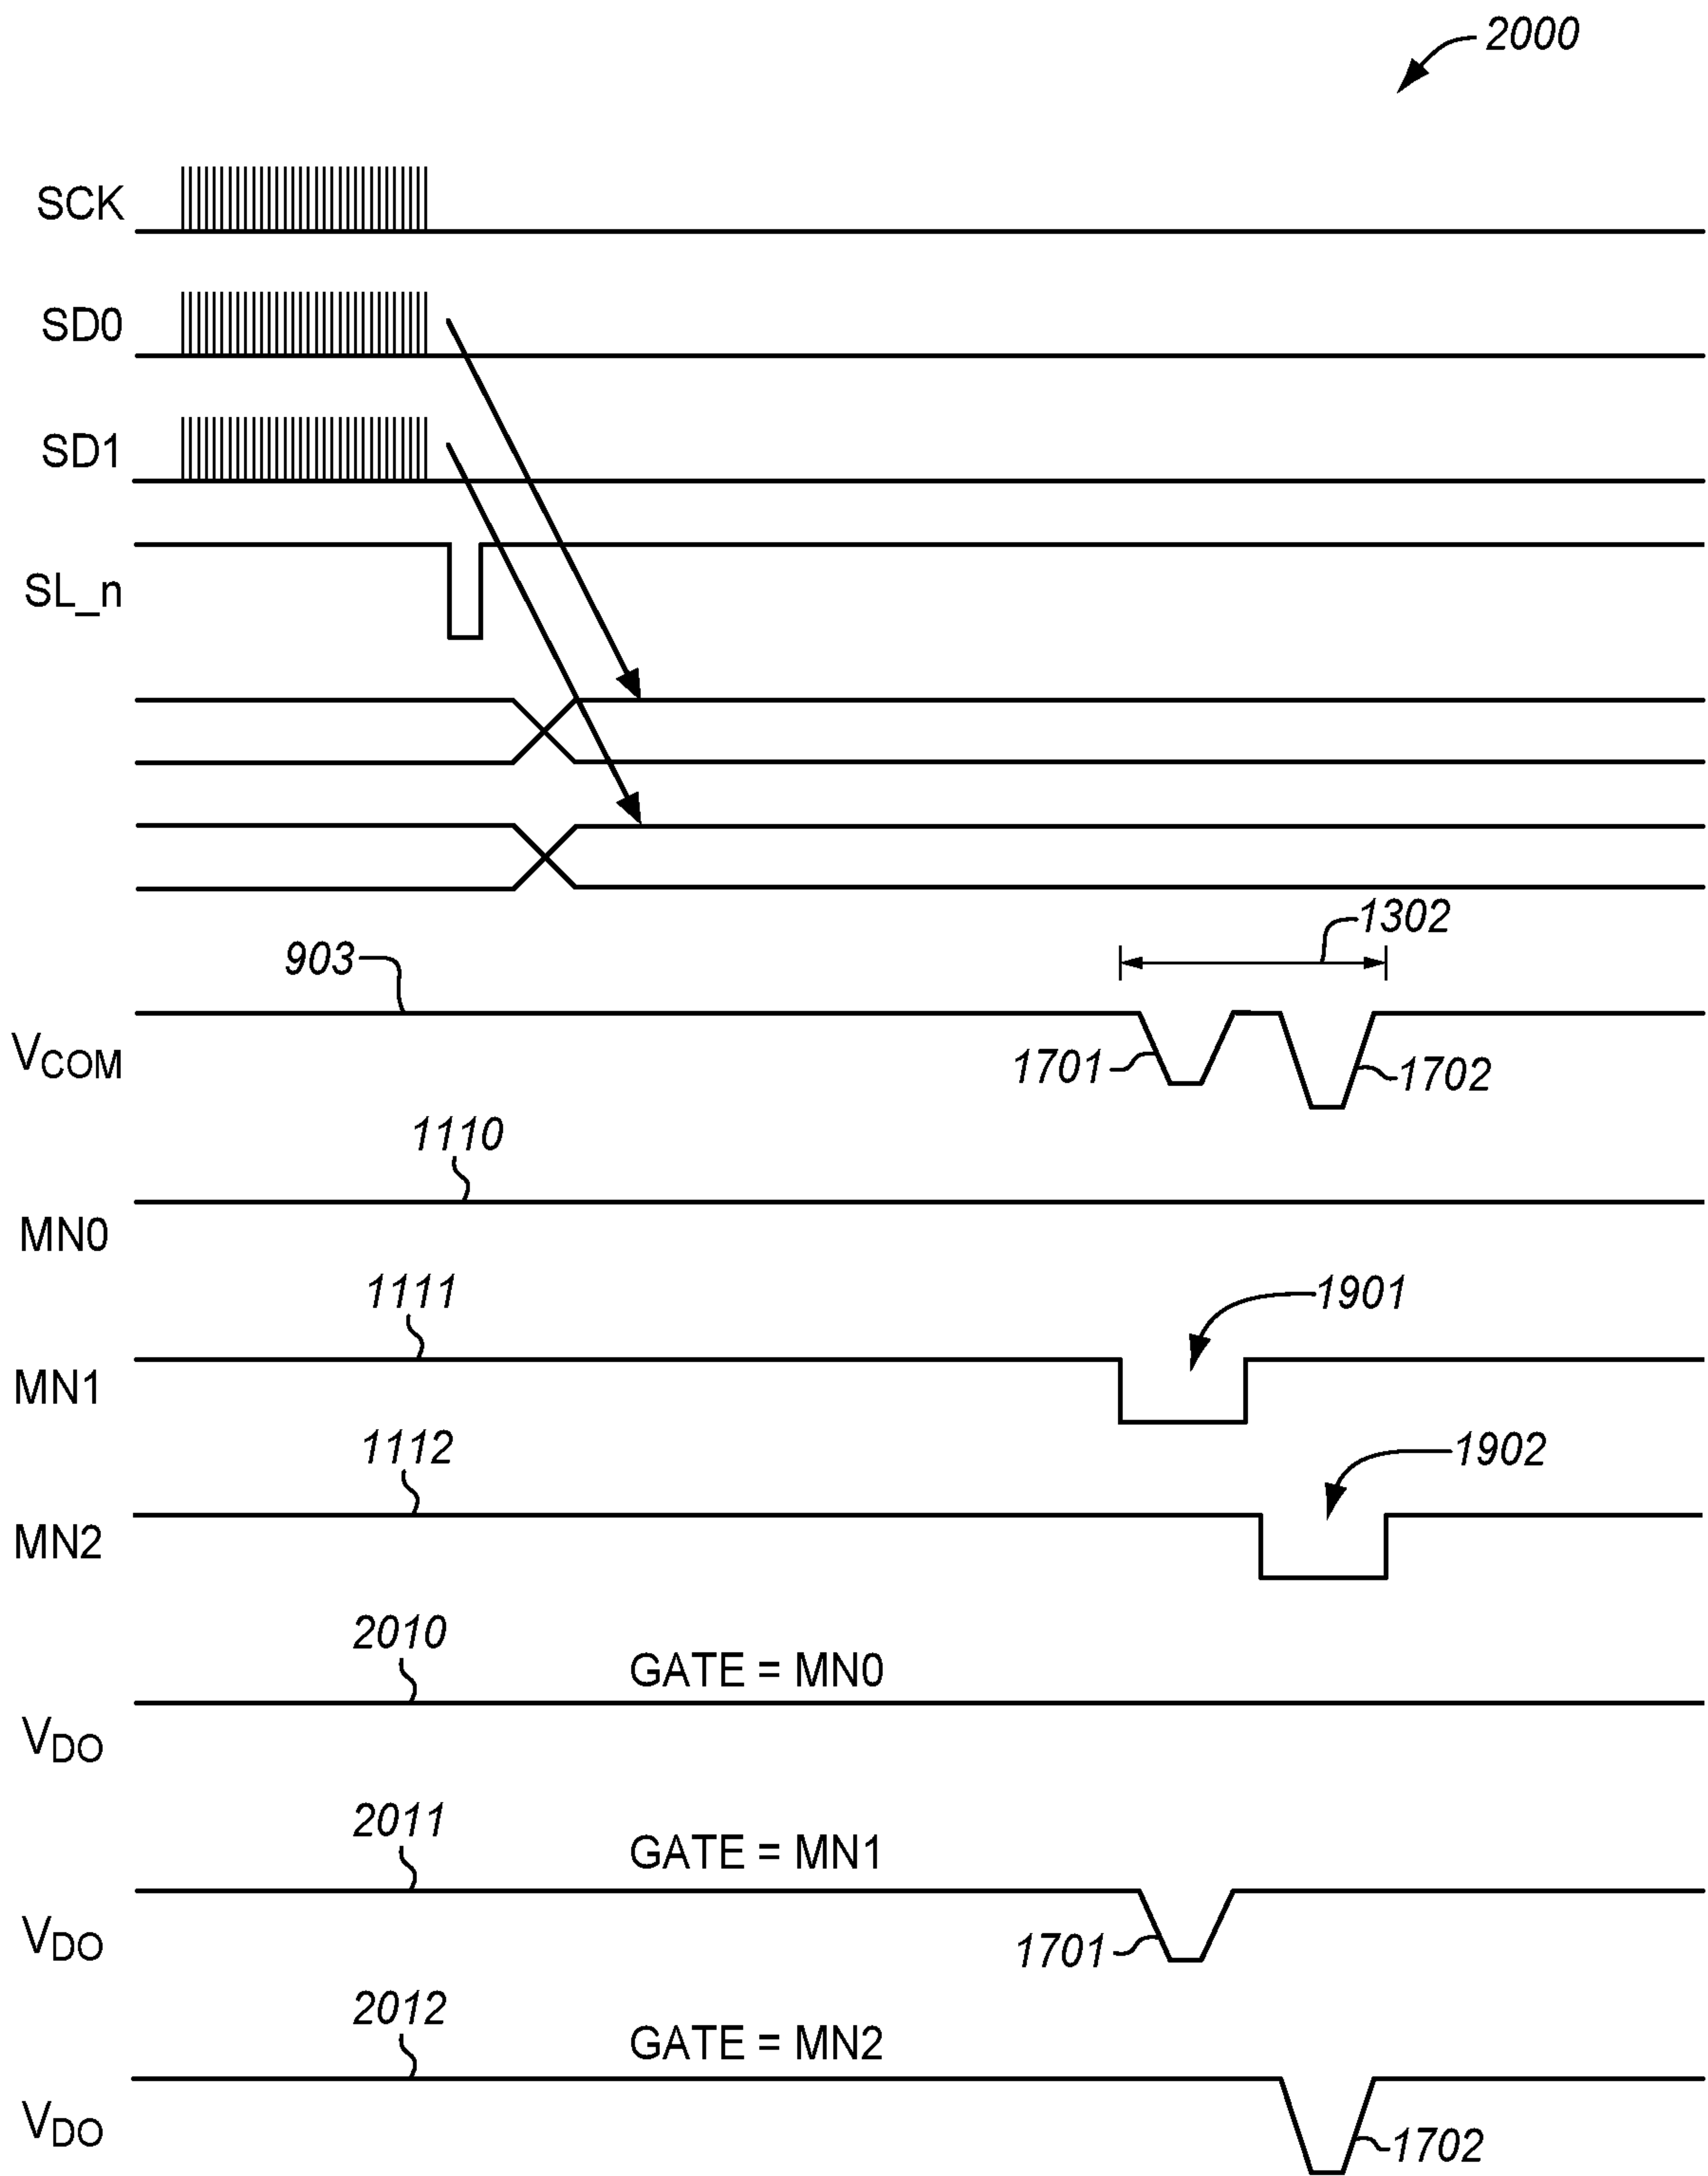 2000
SCK
SD0
SD1
SL_n
1302
903
VCOM
1701
1702
1110
MN0
1111
1901
MN1
1112
1902
MN2
2010
GATE = MN0
VDO
2011
GATE = MN1
VDO
1701
2012
GATE = MN2
VDO
1702